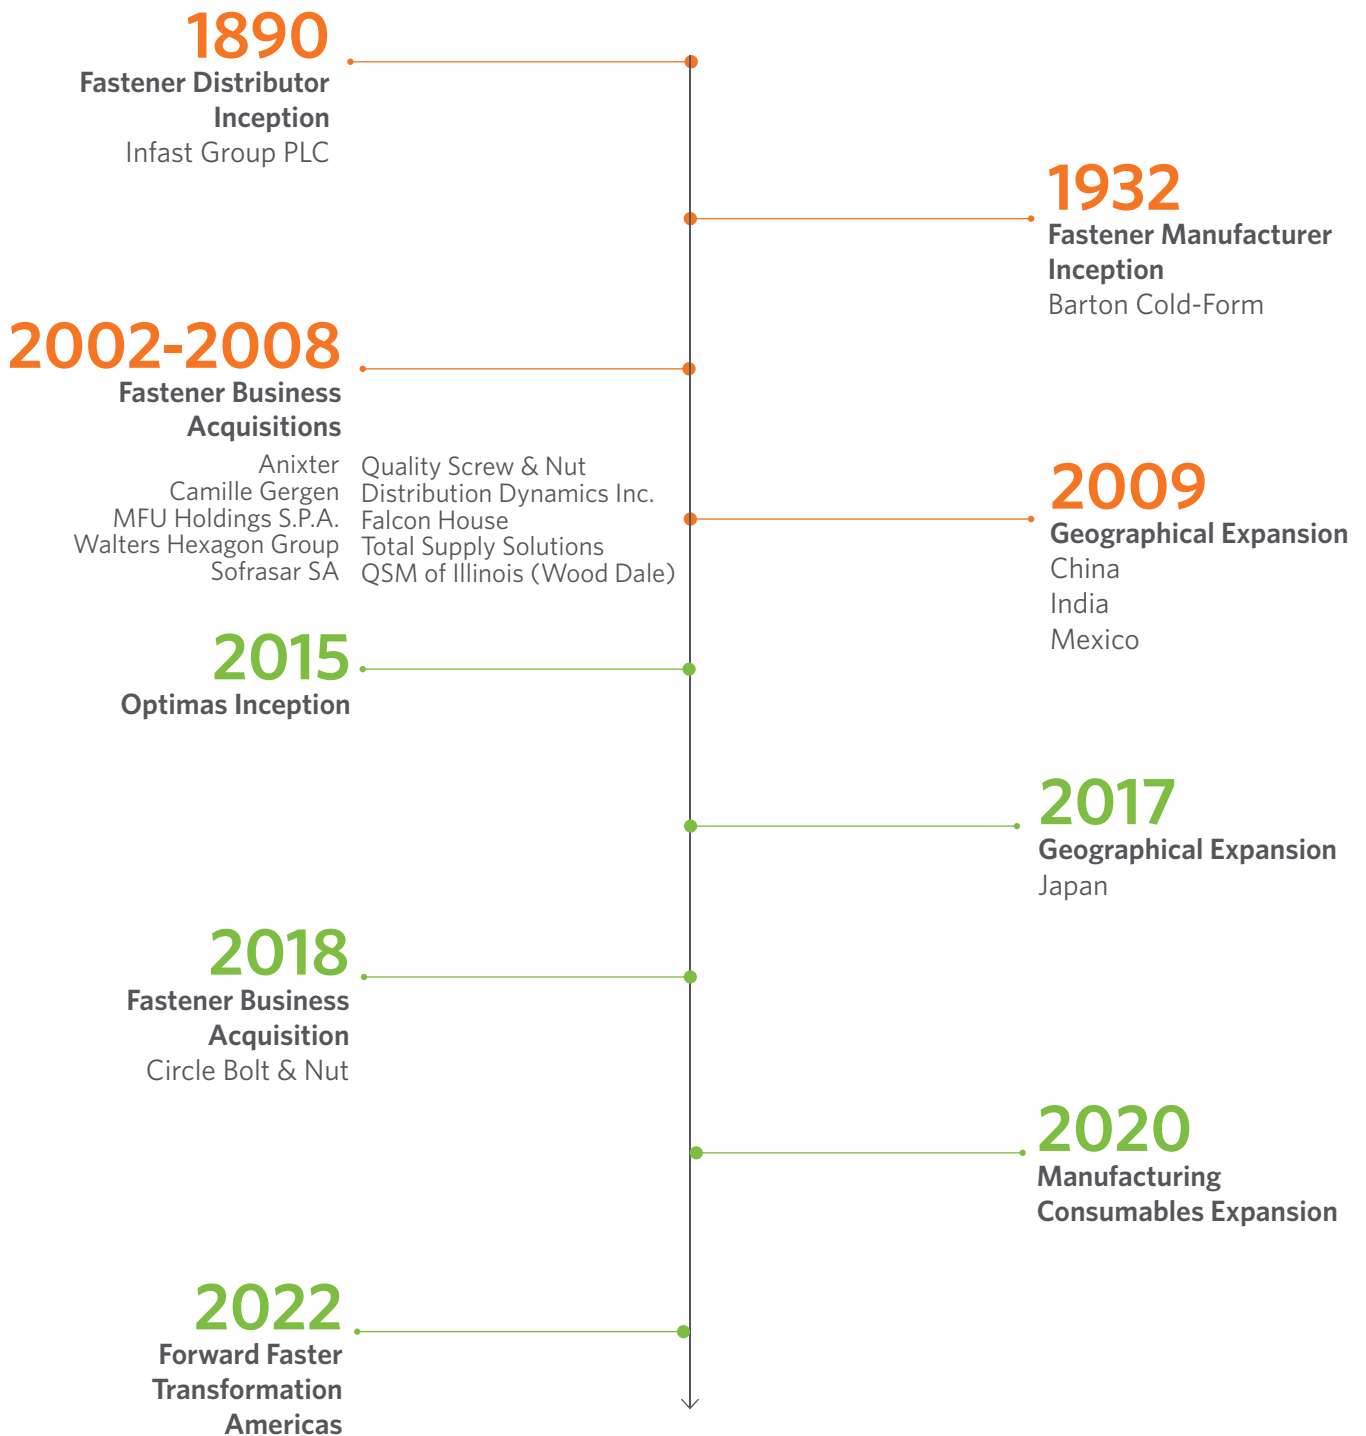 1890
Fastener Distributor
Inception
Infast Group PLC
1932
Fastener Manufacturer
Inception
Barton Cold-Form
2002-2008
Fastener Business
Acquisitions
Anixter
Camille Gergen
MFU Holdings S.P.A.
Walters Hexagon Group
Sofrasar SA
Quality Screw & Nut
Distribution Dynamics Inc.
Falcon House
Total Supply Solutions
QSM of Illinois (Wood Dale)
2009
Geographical Expansion
China
India
Mexico
2015
Optimas Inception
2017
Geographical Expansion
Japan
2018
Fastener Business
Acquisition
Circle Bolt & Nut
2020
Manufacturing
Consumables Expansion
2022
Forward Faster
Transformation
Americas